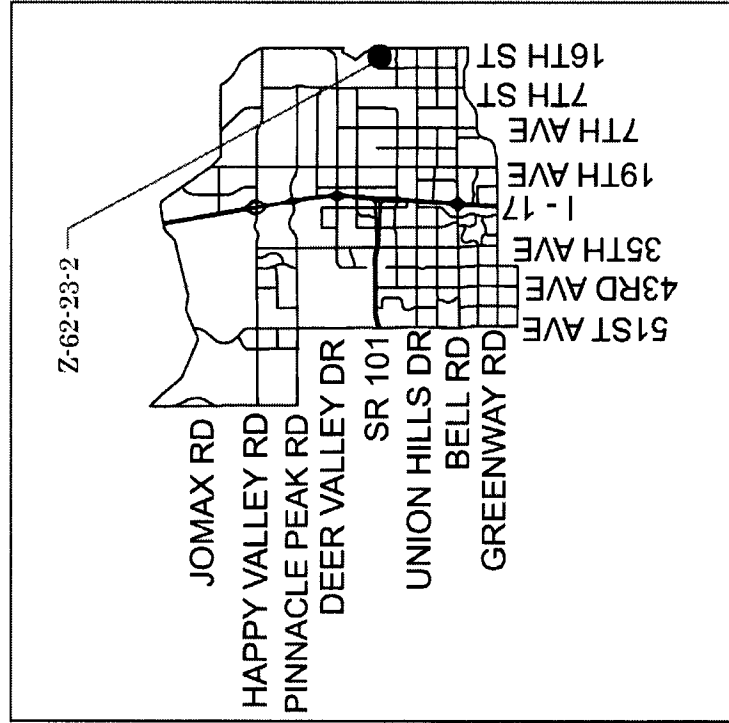 Z-62-23-2
JOMAX RD
HAPPY VALLEY RD
PINNACLE PEAK RD
DEER VALLEY DR
SR 101
UNION HILLS DR
BELL RD
GREENWAY RD
51ST AVE
43RD AVE
35TH AVE
I - 17
19TH AVE
7TH AVE
7TH ST
16TH ST